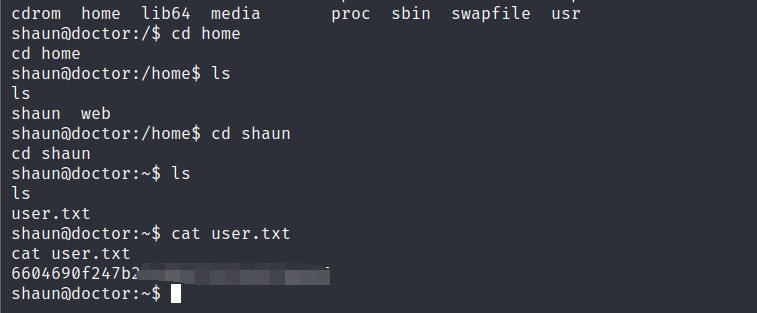 cdrom  home  lib64  media       proc  sbin  swapfile  usr
shaun@doctor:/$ cd home
cd home
shaun@doctor:/home$ ls
ls
shaun  web
shaun@doctor:/home$ cd shaun
cd shaun
shaun@doctor:~$ ls
ls
user.txt
shaun@doctor:~$ cat user.txt
cat user.txt
6604690f247b2
shaun@doctor:~$